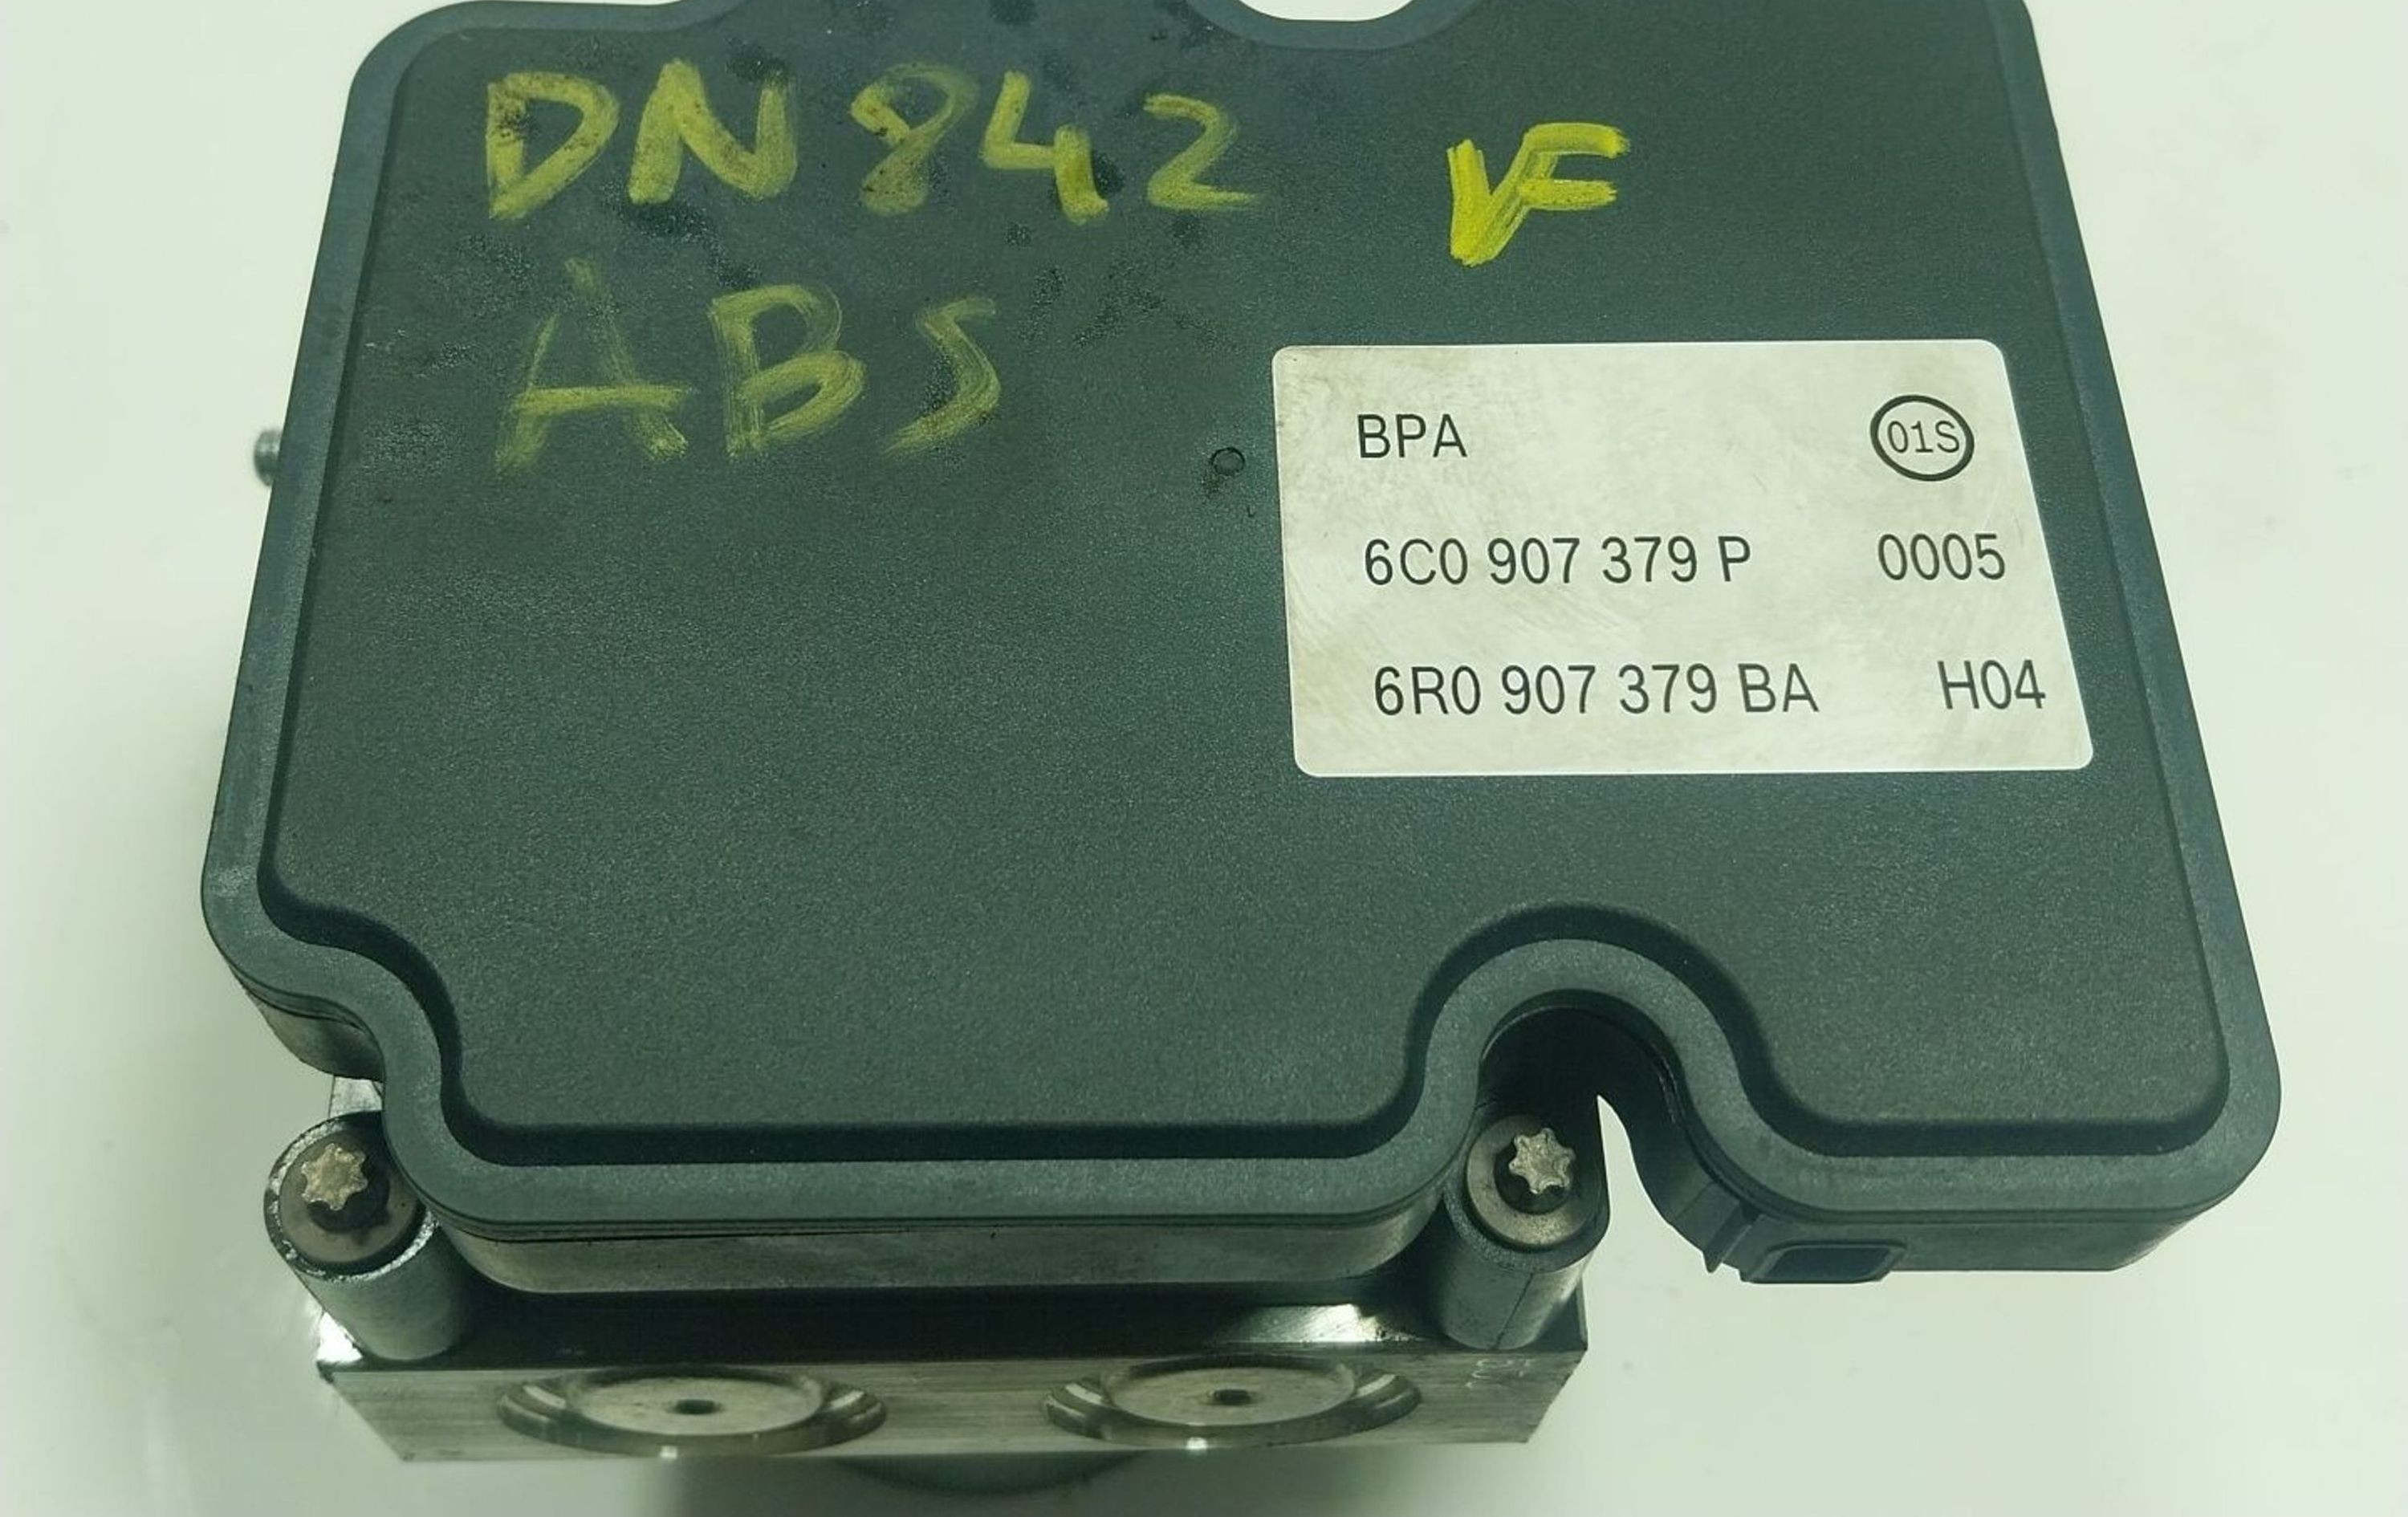 DN842 VF
ABS
BPA 01S
6C0 907 379 P 0005
6R0 907 379 BA H04